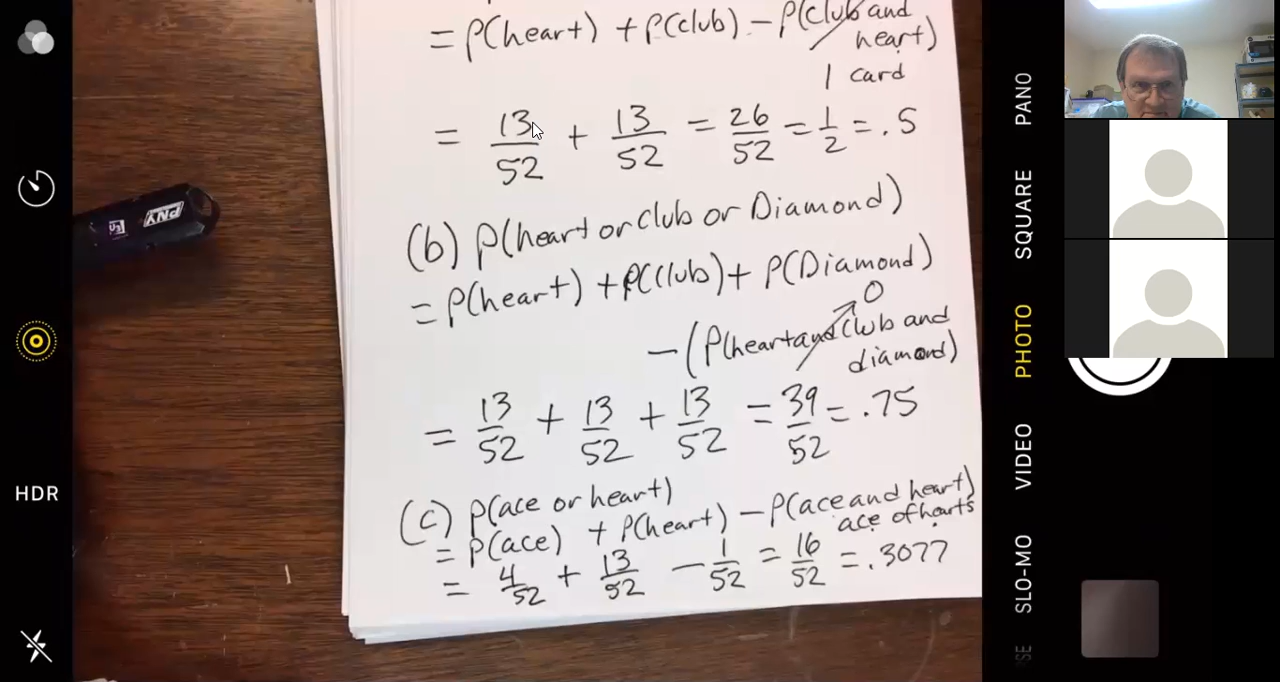 = P(heart) + P(club) - P(club and heart)
1 card
= 13/52 + 13/52 = 26/52 = 1/2 = .5
(b) P(heart or club or Diamond)
= P(heart) + P(club) + P(Diamond)
0
- (P(heart and club and
diamond)
= 13/52 + 13/52 + 13/52 = 39/52 = .75
(c) P(ace or heart)
= P(ace) + P(heart) - P(ace and heart)
ace of hearts
= 4/52 + 13/52 - 1/52 = 16/52 = .3077
PNY
HDR
PANO
SQUARE
PHOTO
VIDEO
SLO-MO